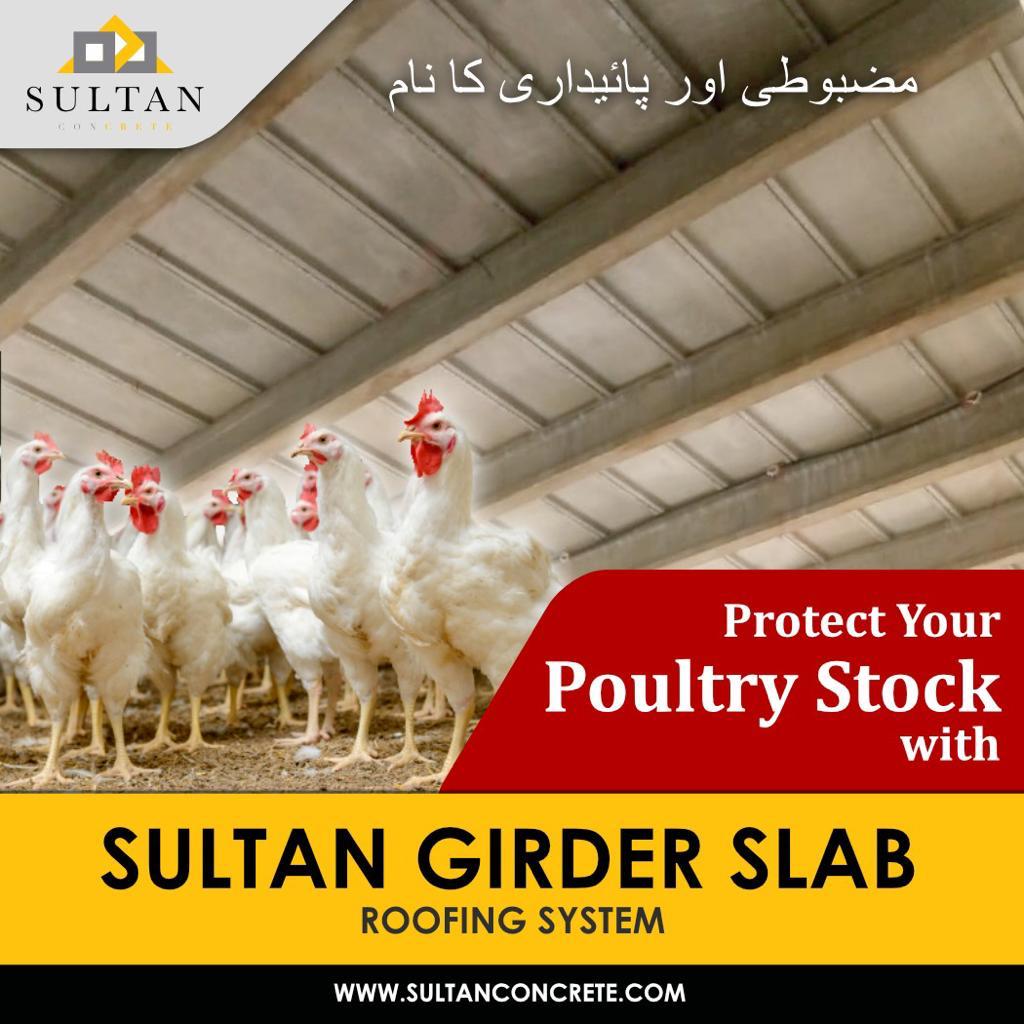 SULTAN
CONCRETE
مضبوطی اور پائیداری کا نام
Protect Your
Poultry Stock
with
SULTAN GIRDER SLAB
ROOFING SYSTEM
WWW.SULTANCONCRETE.COM